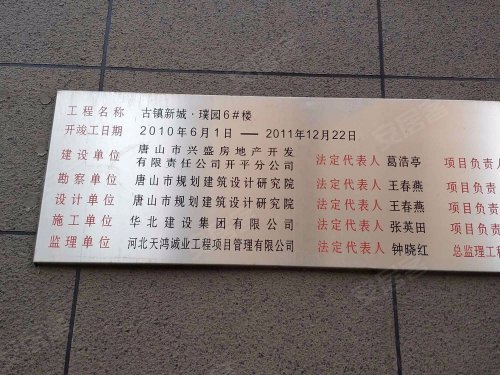 工程名称 古镇新城·璞园6#楼
开竣工日期 2010年6月1日 —— 2011年12月22日
建设单位 唐山市兴盛房地产开发有限责任公司开平分公司 法定代表人 葛浩亭 项目负责人
勘察单位 唐山市规划建筑设计研究院 法定代表人 王春燕 项目负责
设计单位 唐山市规划建筑设计研究院 法定代表人 王春燕 项目负责
施工单位 华北建设集团有限公司 法定代表人 张英田 项目负责
监理单位 河北天鸿诚业工程项目管理有限公司 法定代表人 钟晓红 总监理工程